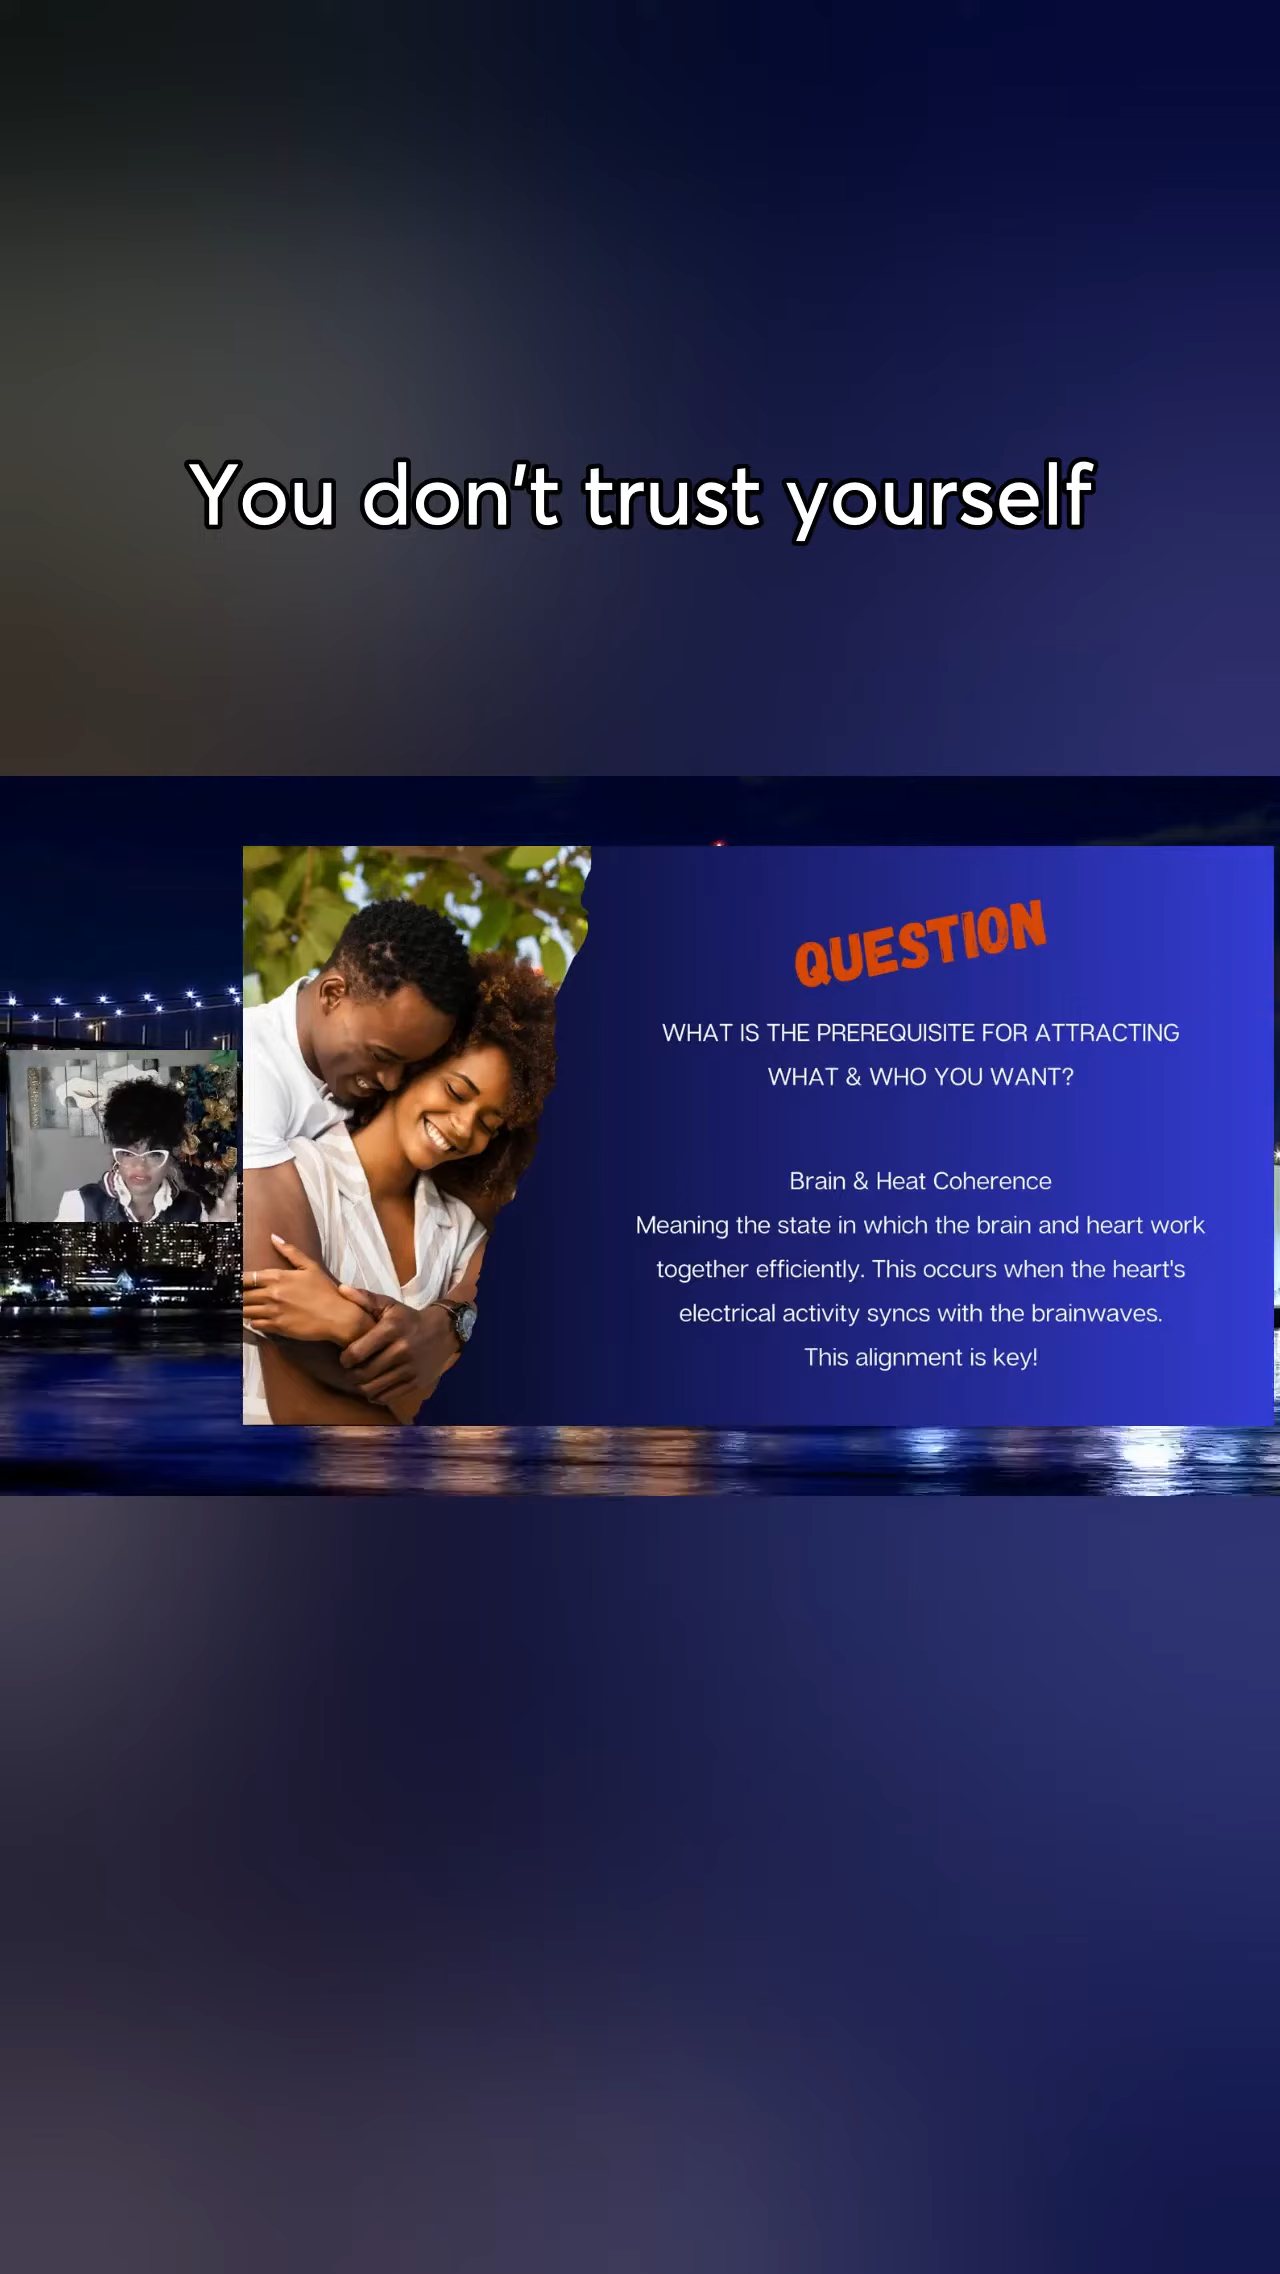 You don't trust yourself
QUESTION
WHAT IS THE PREREQUISITE FOR ATTRACTING
WHAT & WHO YOU WANT?
Brain & Heat Coherence
Meaning the state in which the brain and heart work
together efficiently. This occurs when the heart's
electrical activity syncs with the brainwaves.
This alignment is key!